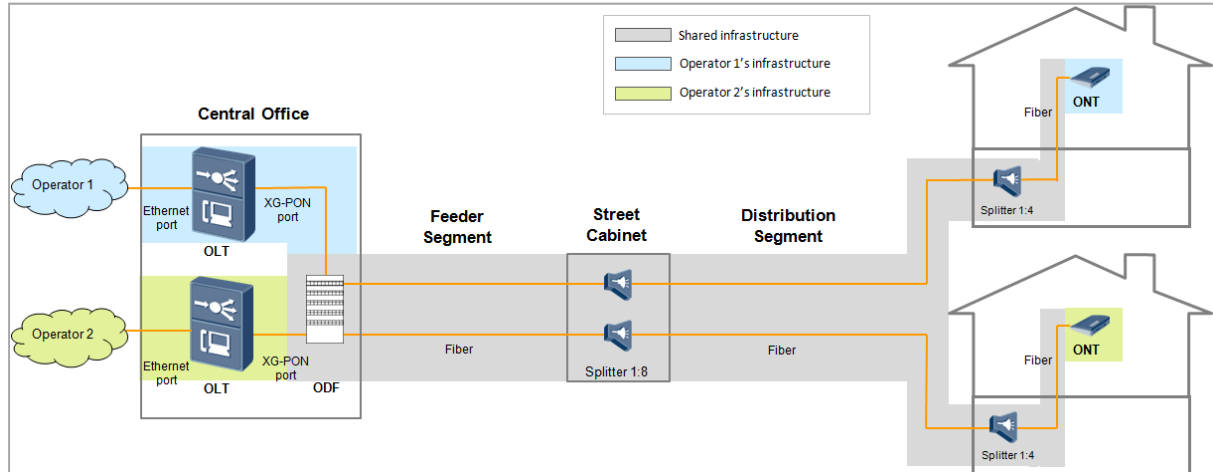 Shared infrastructure
Operator 1's infrastructure
Operator 2's infrastructure
Central Office
Operator 1
Ethernet
port
XG-PON
port
OLT
Feeder
Segment
Street
Cabinet
Distribution
Segment
Fiber
ONT
Splitter 1:4
Operator 2
Ethernet
port
XG-PON
port
OLT
ODF
Fiber
Splitter 1:8
Fiber
Fiber
ONT
Splitter 1:4